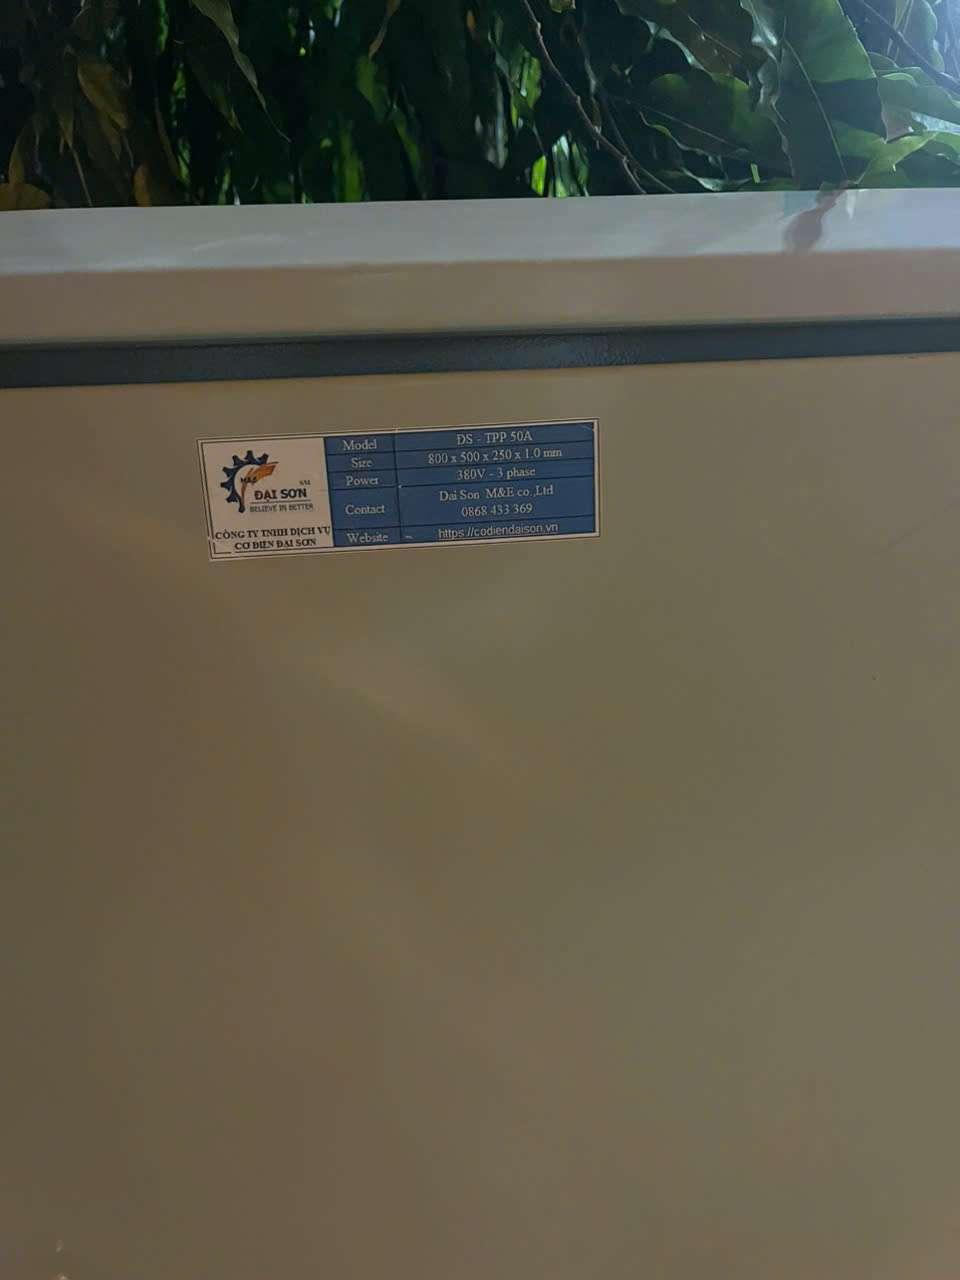 M&E
ĐẠI SƠN
BELIEVE IN BETTER
CÔNG TY TNHH DỊCH VỤ
CƠ ĐIỆN ĐẠI SƠN
Model DS - TPP 50A
Size 800 x 500 x 250 x 1.0 mm
Power 380V - 3 phase
Contact Dai Son M&E co.,Ltd
0868 433 369
Website https://codiendaison.vn